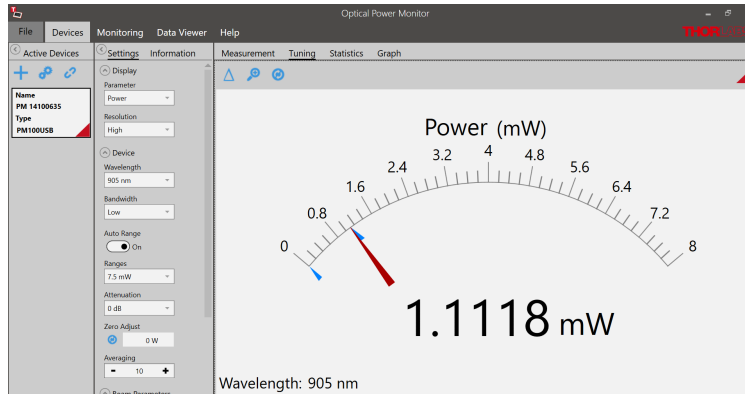 Optical Power Monitor
File Devices Monitoring Data Viewer Help
Active Devices
Name
PM 14100635
Type
PM100USB
Settings Information
Display
Parameter
Power
Resolution
High
Device
Wavelength
905 nm
Bandwidth
Low
Auto Range
On
Ranges
7.5 mW
Attenuation
0 dB
Zero Adjust
0 W
Averaging
- 10 +
Beam Parameters
Measurement Tuning Statistics Graph
Power (mW)
0 0.8 1.6 2.4 3.2 4 4.8 5.6 6.4 7.2 8
1.1118 mW
Wavelength: 905 nm